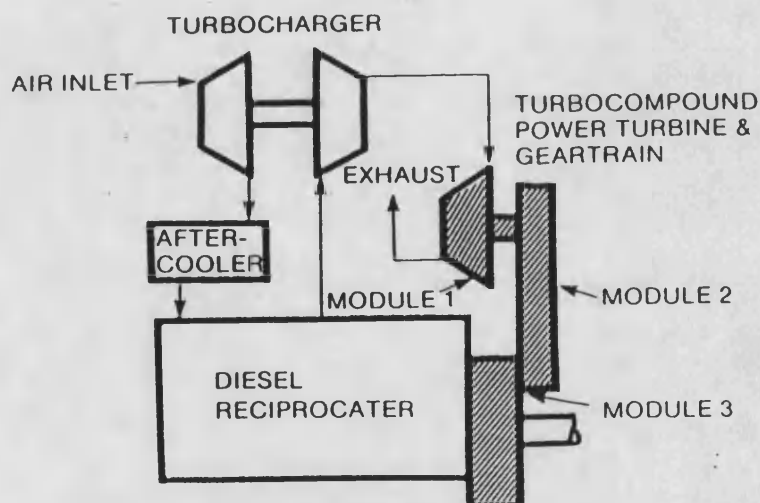 TURBOCHARGER
AIR INLET
TURBOCOMPOUND
POWER TURBINE &
GEARTRAIN
EXHAUST
AFTER-
COOLER
MODULE 1
MODULE 2
DIESEL
RECIPROCATER
MODULE 3